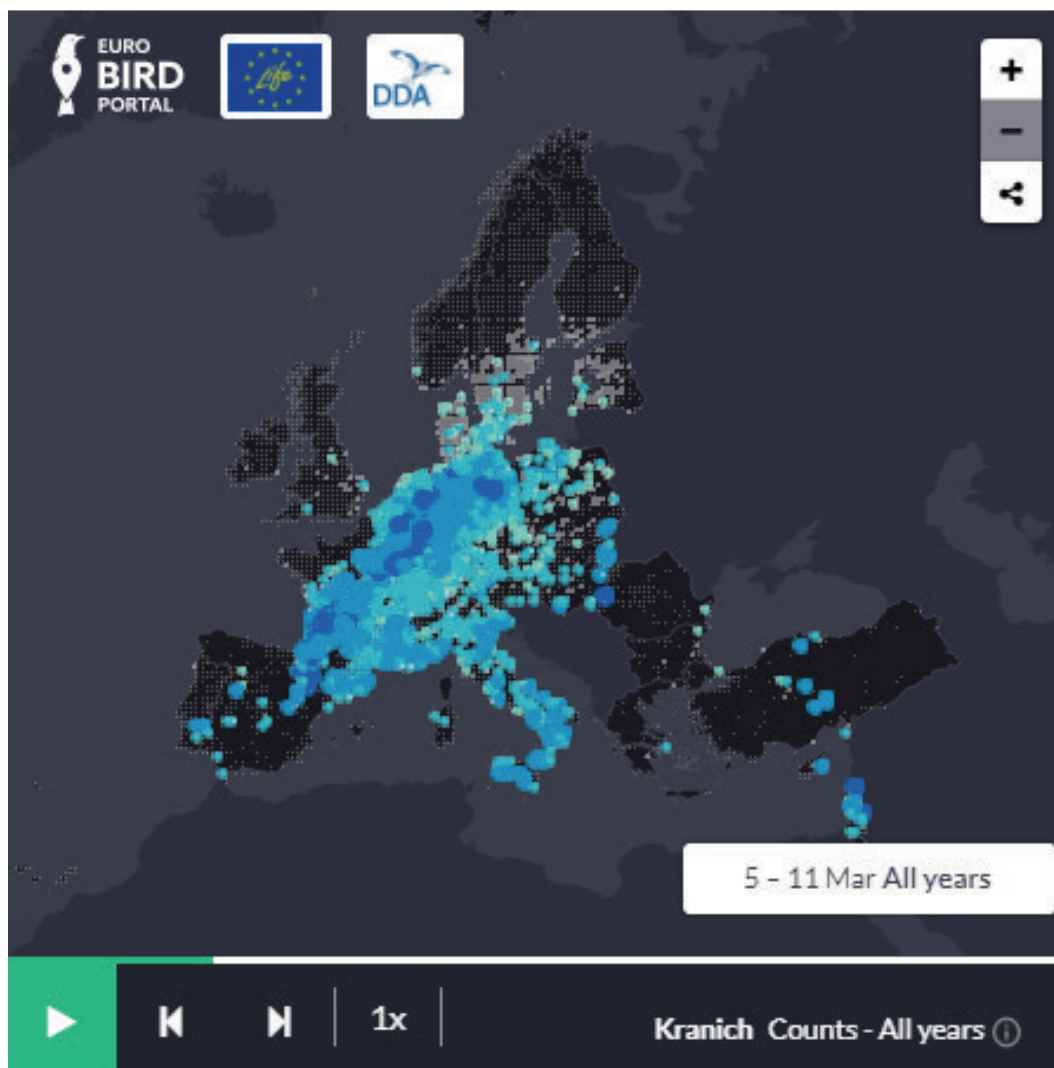 EURO
BIRD
PORTAL
Life
DDA
5 – 11 Mar All years
1x
Kranich Counts - All years